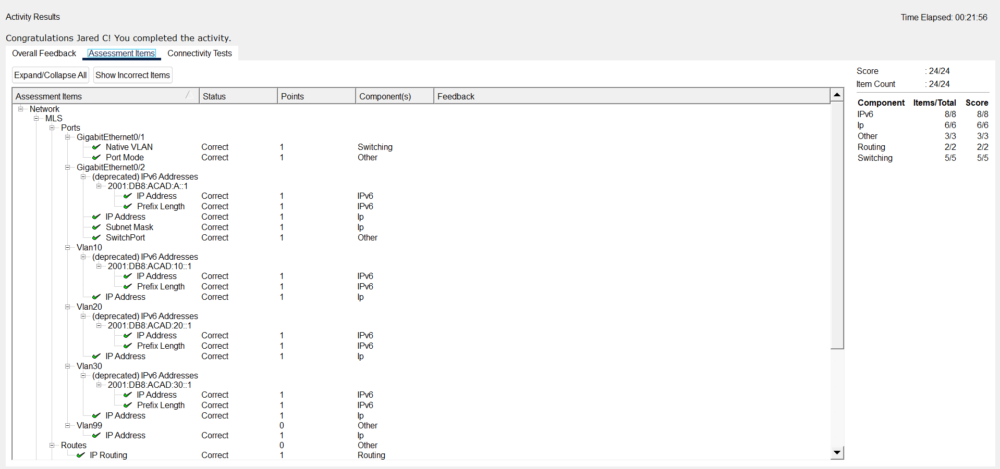 Activity Results
Time Elapsed: 00:21:56
Congratulations Jared C! You completed the activity.
Overall Feedback Assessment Items Connectivity Tests
Expand/Collapse All Show Incorrect Items
Assessment Items Status Points Component(s) Feedback
Network
MLS
Ports
GigabitEthernet0/1
Native VLAN Correct 1 Switching
Port Mode Correct 1 Other
GigabitEthernet0/2
(deprecated) IPv6 Addresses
2001:DB8:ACAD:A::1
IP Address Correct 1 IPv6
Prefix Length Correct 1 IPv6
IP Address Correct 1 Ip
Subnet Mask Correct 1 Ip
SwitchPort Correct 1 Other
Vlan10
(deprecated) IPv6 Addresses
2001:DB8:ACAD:10::1
IP Address Correct 1 IPv6
Prefix Length Correct 1 IPv6
IP Address Correct 1 Ip
Vlan20
(deprecated) IPv6 Addresses
2001:DB8:ACAD:20::1
IP Address Correct 1 IPv6
Prefix Length Correct 1 IPv6
IP Address Correct 1 Ip
Vlan30
(deprecated) IPv6 Addresses
2001:DB8:ACAD:30::1
IP Address Correct 1 IPv6
Prefix Length Correct 1 IPv6
IP Address Correct 1 Ip
Vlan99 0 Other
IP Address Correct 1 Ip
Routes 0 Other
IP Routing Correct 1 Routing
Score : 24/24
Item Count : 24/24
Component Items/Total Score
IPv6 8/8 8/8
Ip 6/6 6/6
Other 3/3 3/3
Routing 2/2 2/2
Switching 5/5 5/5